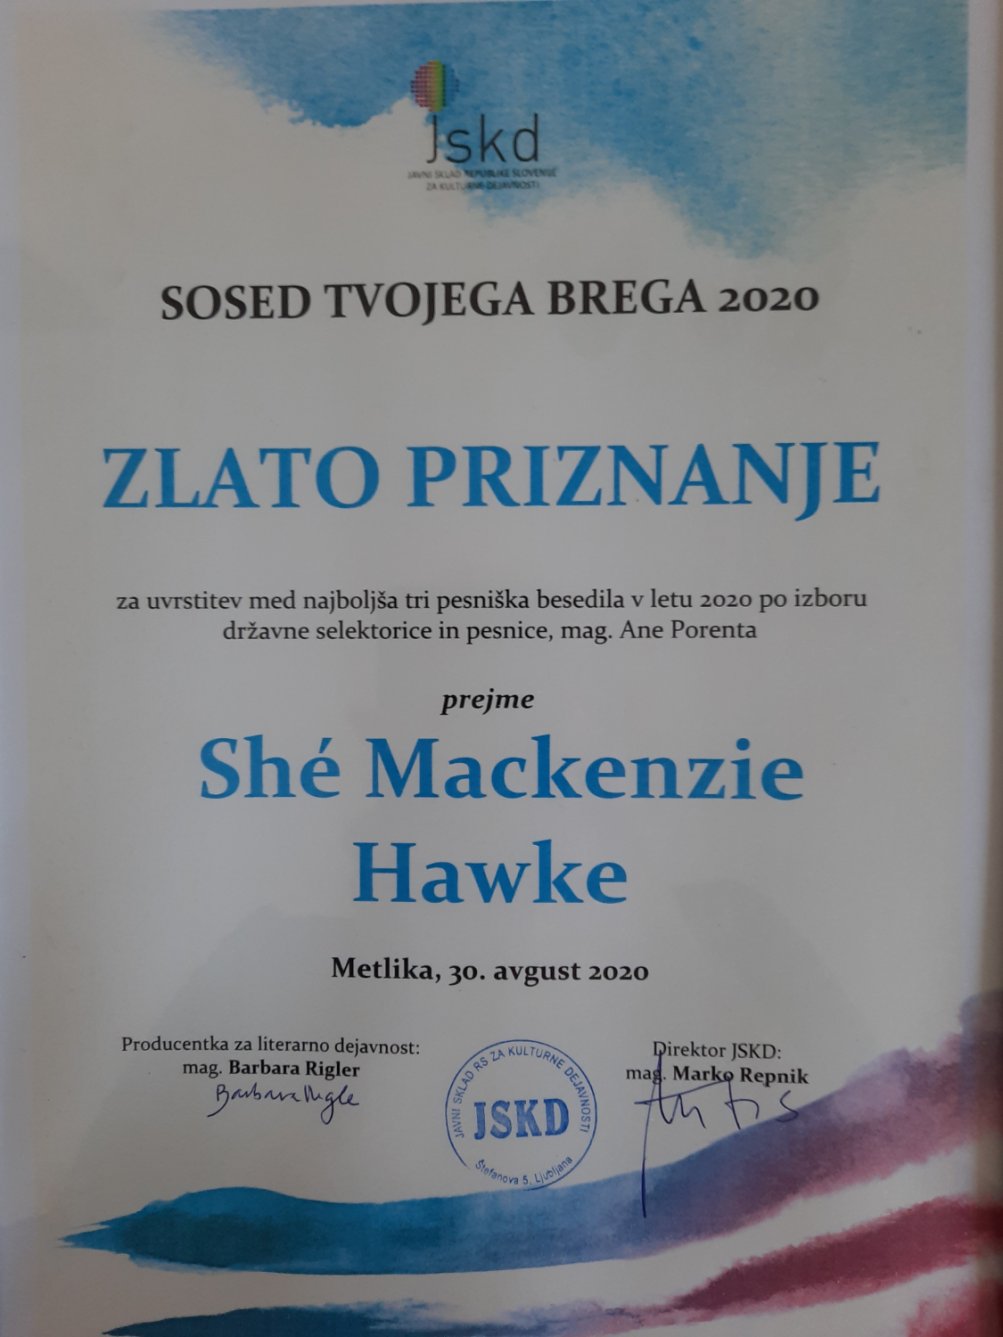 Jskd
JAVNI SKLAD REPUBLIKE SLOVENIJE
ZA KULTURNE DEJAVNOSTI
SOSED TVOJEGA BREGA 2020
ZLATO PRIZNANJE
za uvrstitev med najboljša tri pesniška besedila v letu 2020 po izboru
državne selektorice in pesnice, mag. Ane Porenta
prejme
Shé Mackenzie
Hawke
Metlika, 30. avgust 2020
Producentka za literarno dejavnost:
mag. Barbara Rigler
Barbara Rigler
JAVNI SKLAD RS ZA KULTURNE DEJAVNOSTI
JSKD
Štefanova 5, Ljubljana
Direktor JSKD:
mag. Marko Repnik